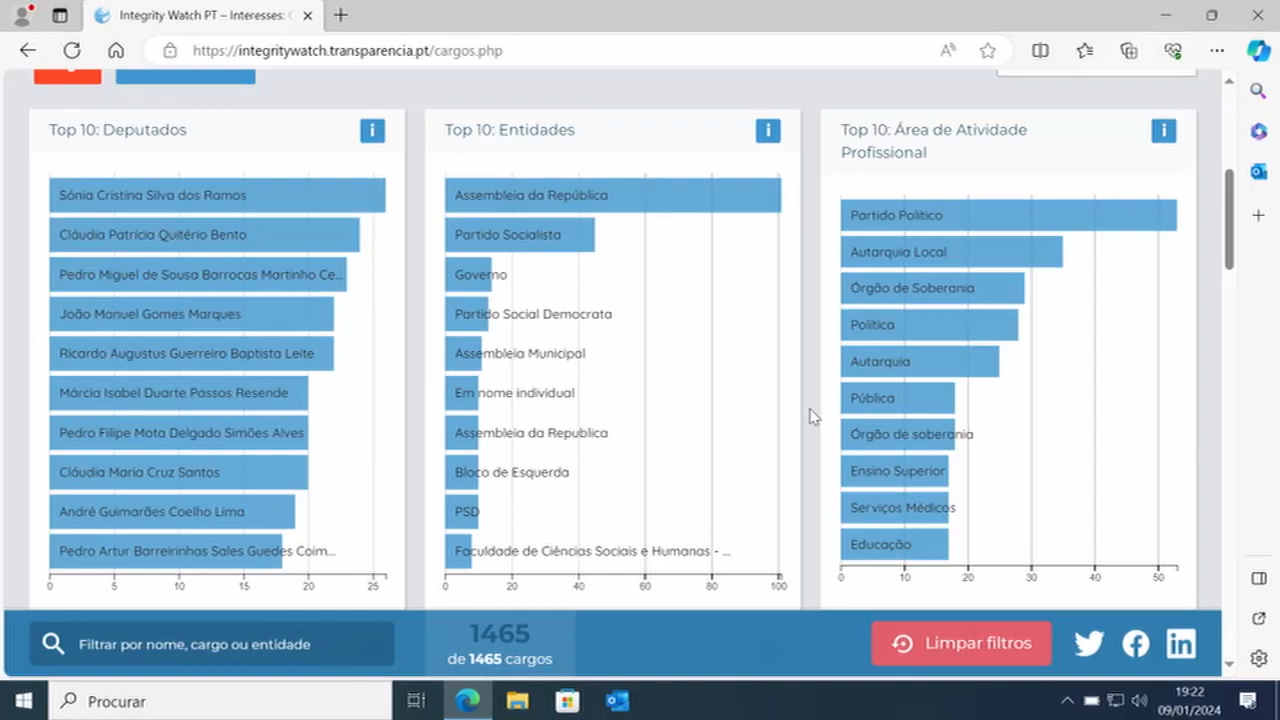 Integrity Watch PT – Interesses:
https://integritywatch.transparencia.pt/cargos.php
Top 10: Deputados
i
Sónia Cristina Silva dos Ramos
Cláudia Patrícia Quitério Bento
Pedro Miguel de Sousa Barrocas Martinho Ce...
João Manuel Gomes Marques
Ricardo Augustus Guerreiro Baptista Leite
Márcia Isabel Duarte Passos Resende
Pedro Filipe Mota Delgado Simões Alves
Cláudia Maria Cruz Santos
André Guimarães Coelho Lima
Pedro Artur Barreirinhas Sales Guedes Coim...
0 5 10 15 20 25
Top 10: Entidades
i
Assembleia da República
Partido Socialista
Governo
Partido Social Democrata
Assembleia Municipal
Em nome individual
Assembleia da Republica
Bloco de Esquerda
PSD
Faculdade de Ciências Sociais e Humanas - ...
0 20 40 60 80 100
Top 10: Área de Atividade
Profissional
i
Partido Político
Autarquia Local
Órgão de Soberania
Política
Autarquia
Pública
Órgão de soberania
Ensino Superior
Serviços Médicos
Educação
0 10 20 30 40 50
Filtrar por nome, cargo ou entidade
1465
de 1465 cargos
Limpar filtros
Procurar
19:22
09/01/2024